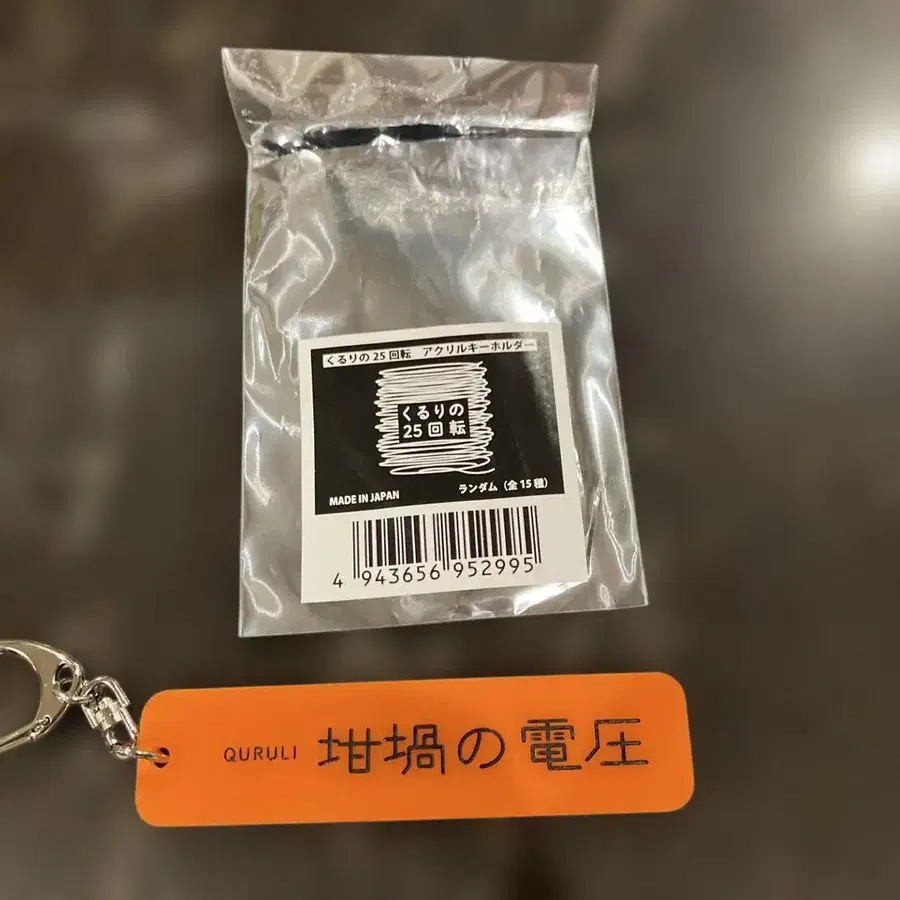 くるりの25回転　アクリルキーホルダー
くるりの
25回転
MADE IN JAPAN
ランダム（全15種）
4 943656 952995
QURULI 坩堝の電圧